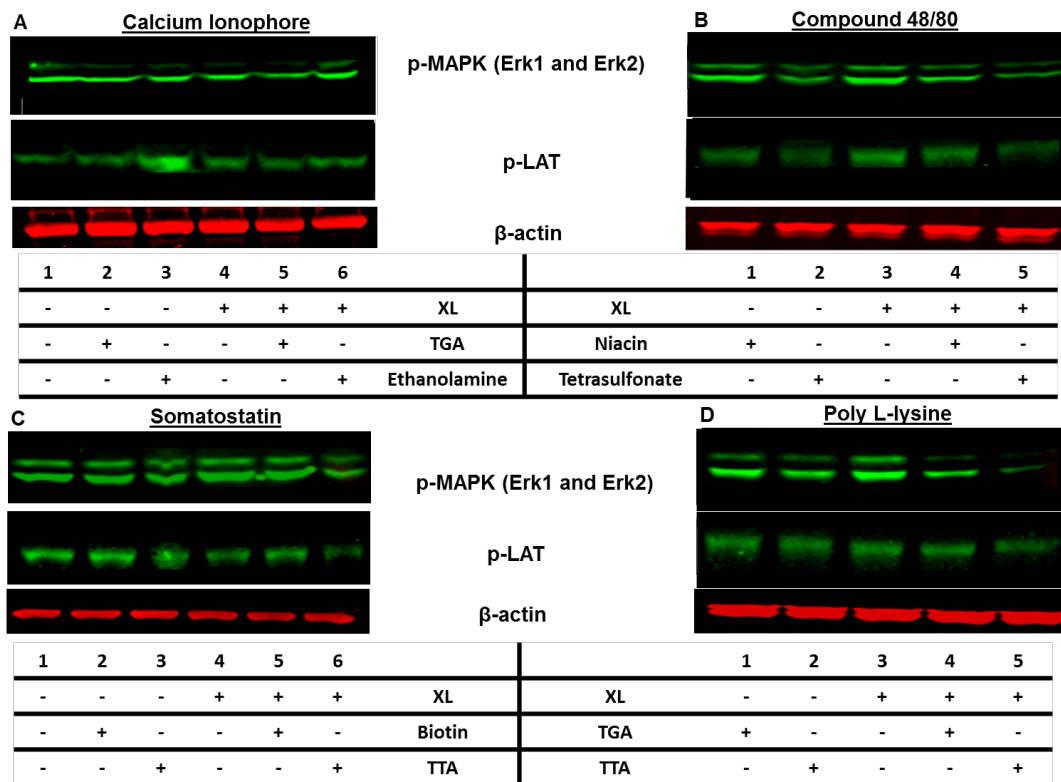 A Calcium Ionophore
B Compound 48/80
p-MAPK (Erk1 and Erk2)
p-LAT
β-actin
1 2 3 4 5 6 1 2 3 4 5
- - - + + + XL XL - - + + +
- + - - + - TGA Niacin + - - + -
- - + - - + Ethanolamine Tetrasulfonate - + - - +
C Somatostatin
D Poly L-lysine
p-MAPK (Erk1 and Erk2)
p-LAT
β-actin
1 2 3 4 5 6 1 2 3 4 5
- - - + + + XL XL - - + + +
- + - - + - Biotin TGA + - - + -
- - + - - + TTA TTA - + - - +